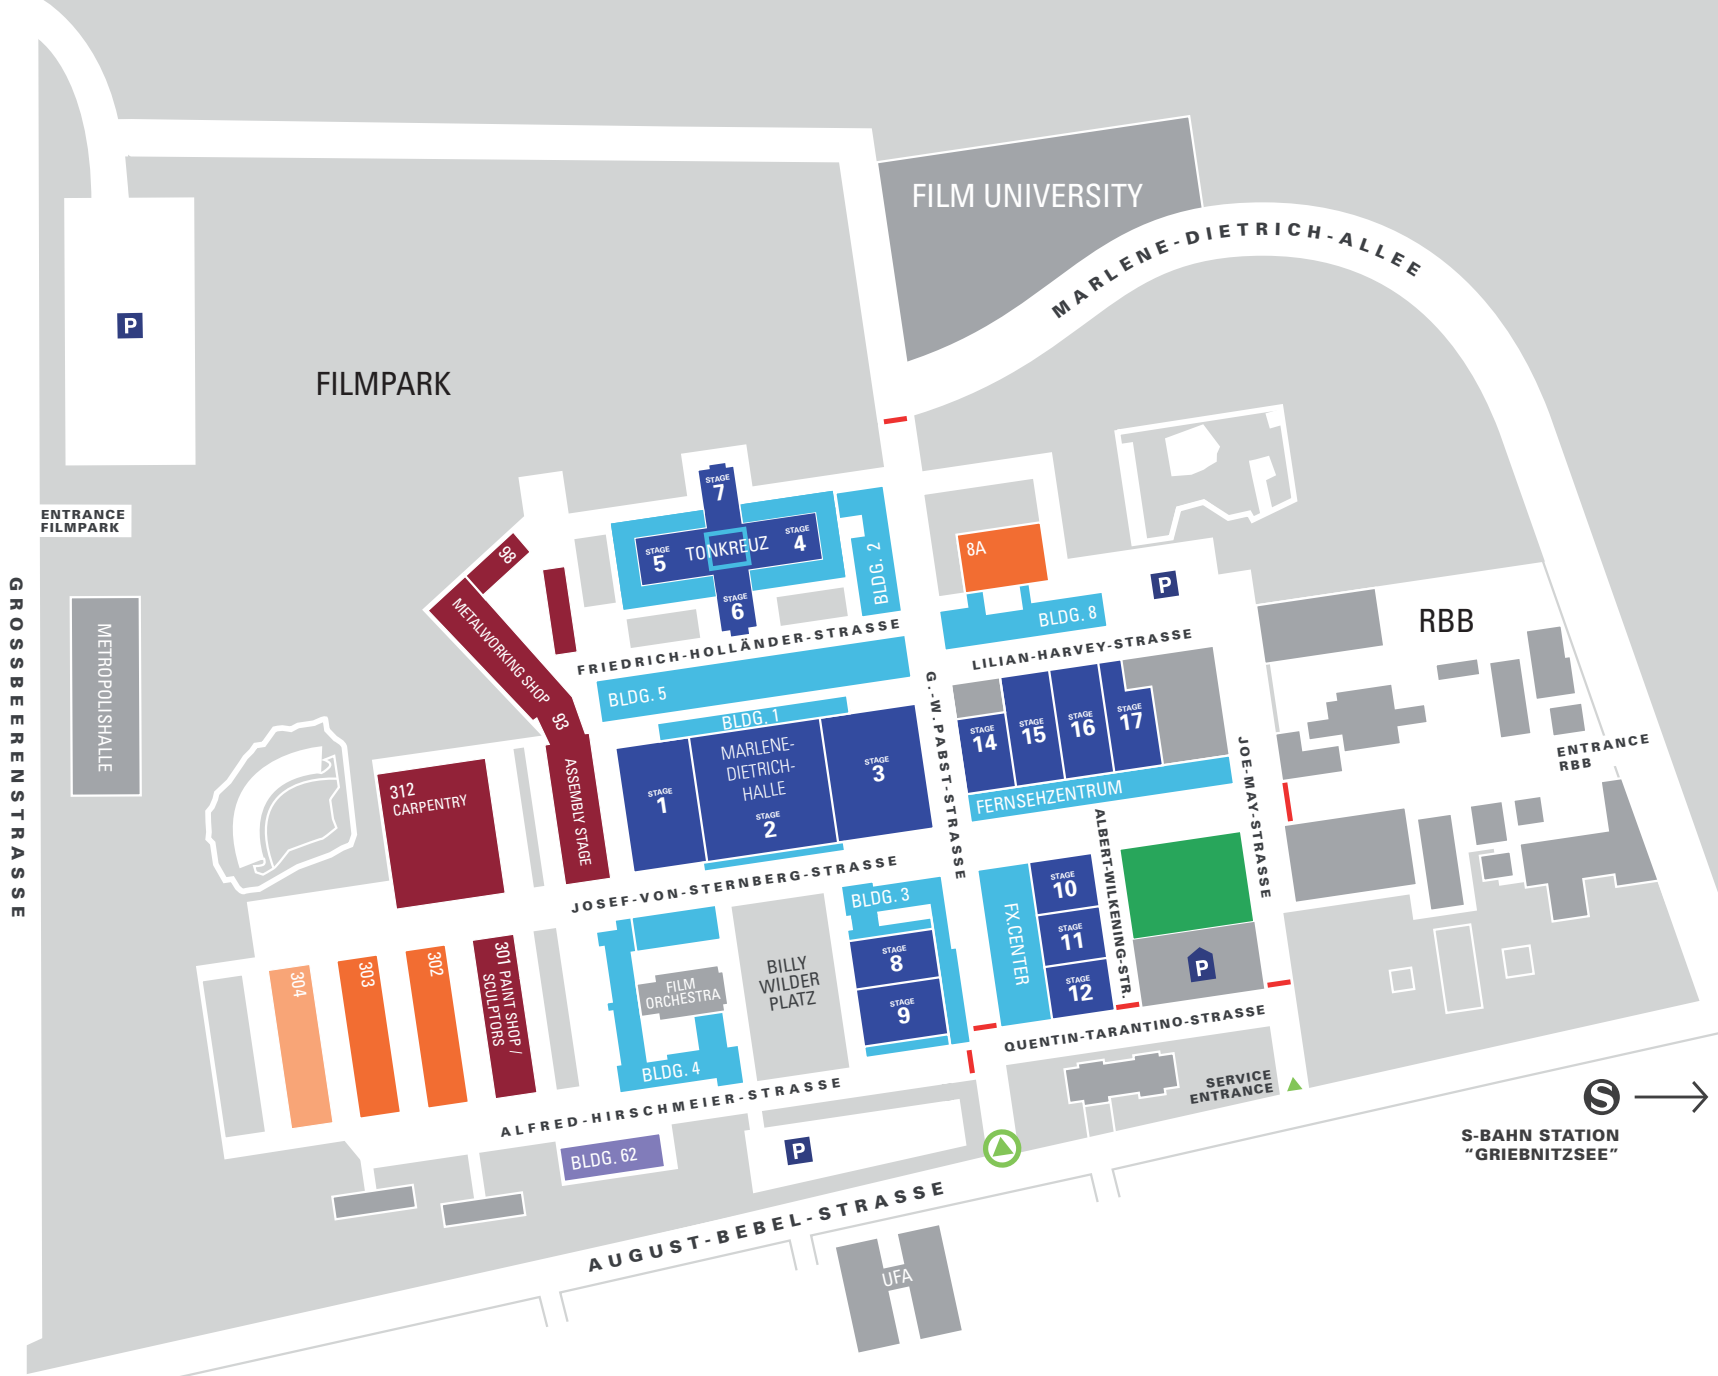 FILM UNIVERSITY
MARLENE-DIETRICH-ALLEE
P
FILMPARK
ENTRANCE
FILMPARK
GROSSBEERENSTRASSE
METROPOLISHALLE
STAGE
7
STAGE
5
TONKREUZ
STAGE
4
STAGE
6
BLDG. 2
98
METALWORKING SHOP
93
ASSEMBLY STAGE
8A
P
BLDG. 8
RBB
FRIEDRICH-HOLLÄNDER-STRASSE
LILIAN-HARVEY-STRASSE
BLDG. 5
BLDG. 1
G.-W. PABST-STRASSE
STAGE
1
MARLENE-
DIETRICH-
HALLE
STAGE
2
STAGE
3
STAGE
14
STAGE
15
STAGE
16
STAGE
17
JOE-MAY-STRASSE
ENTRANCE
RBB
312
CARPENTRY
FERNSEHZENTRUM
ALBERT-WILKENING-STR.
JOSEF-VON-STERNBERG-STRASSE
BLDG. 3
FX.CENTER
STAGE
10
STAGE
11
STAGE
12
STAGE
8
STAGE
9
304
303
302
301 PAINT SHOP /
SCULPTORS
FILM
ORCHESTRA
BILLY
WILDER
PLATZ
P
BLDG. 4
QUENTIN-TARANTINO-STRASSE
ALFRED-HIRSCHMEIER-STRASSE
SERVICE
ENTRANCE
BLDG. 62
P
S
S-BAHN STATION
“GRIEBNITZSEE”
AUGUST-BEBEL-STRASSE
UFA